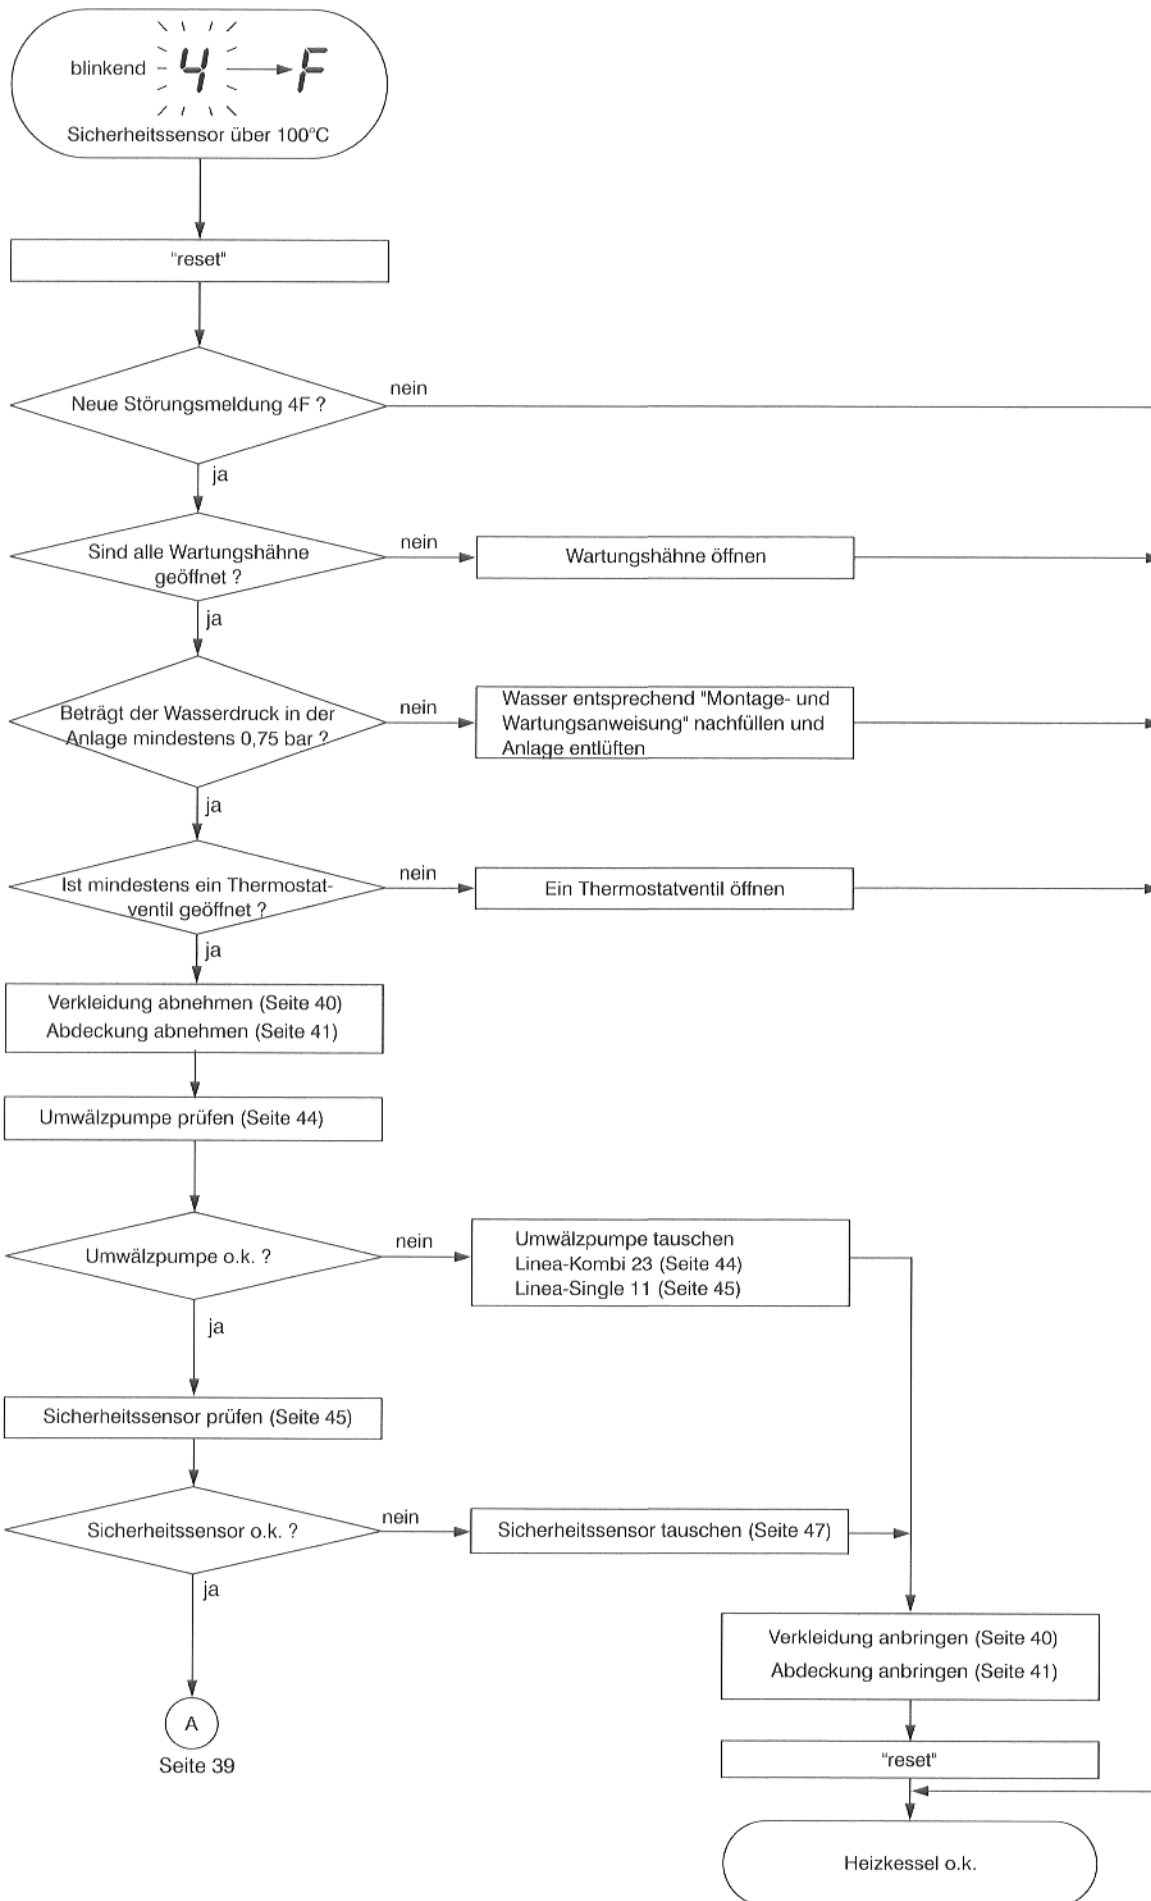 blinkend 4 F
Sicherheitssensor über 100°C
"reset"
Neue Störungsmeldung 4F ?
nein
ja
Sind alle Wartungshähne
geöffnet ?
nein
Wartungshähne öffnen
ja
Beträgt der Wasserdruck in der
Anlage mindestens 0,75 bar ?
nein
Wasser entsprechend "Montage- und
Wartungsanweisung" nachfüllen und
Anlage entlüften
ja
Ist mindestens ein Thermostat-
ventil geöffnet ?
nein
Ein Thermostatventil öffnen
ja
Verkleidung abnehmen (Seite 40)
Abdeckung abnehmen (Seite 41)
Umwälzpumpe prüfen (Seite 44)
Umwälzpumpe o.k. ?
nein
Umwälzpumpe tauschen
Linea-Kombi 23 (Seite 44)
Linea-Single 11 (Seite 45)
ja
Sicherheitssensor prüfen (Seite 45)
Sicherheitssensor o.k. ?
nein
Sicherheitssensor tauschen (Seite 47)
ja
A
Seite 39
Verkleidung anbringen (Seite 40)
Abdeckung anbringen (Seite 41)
"reset"
Heizkessel o.k.